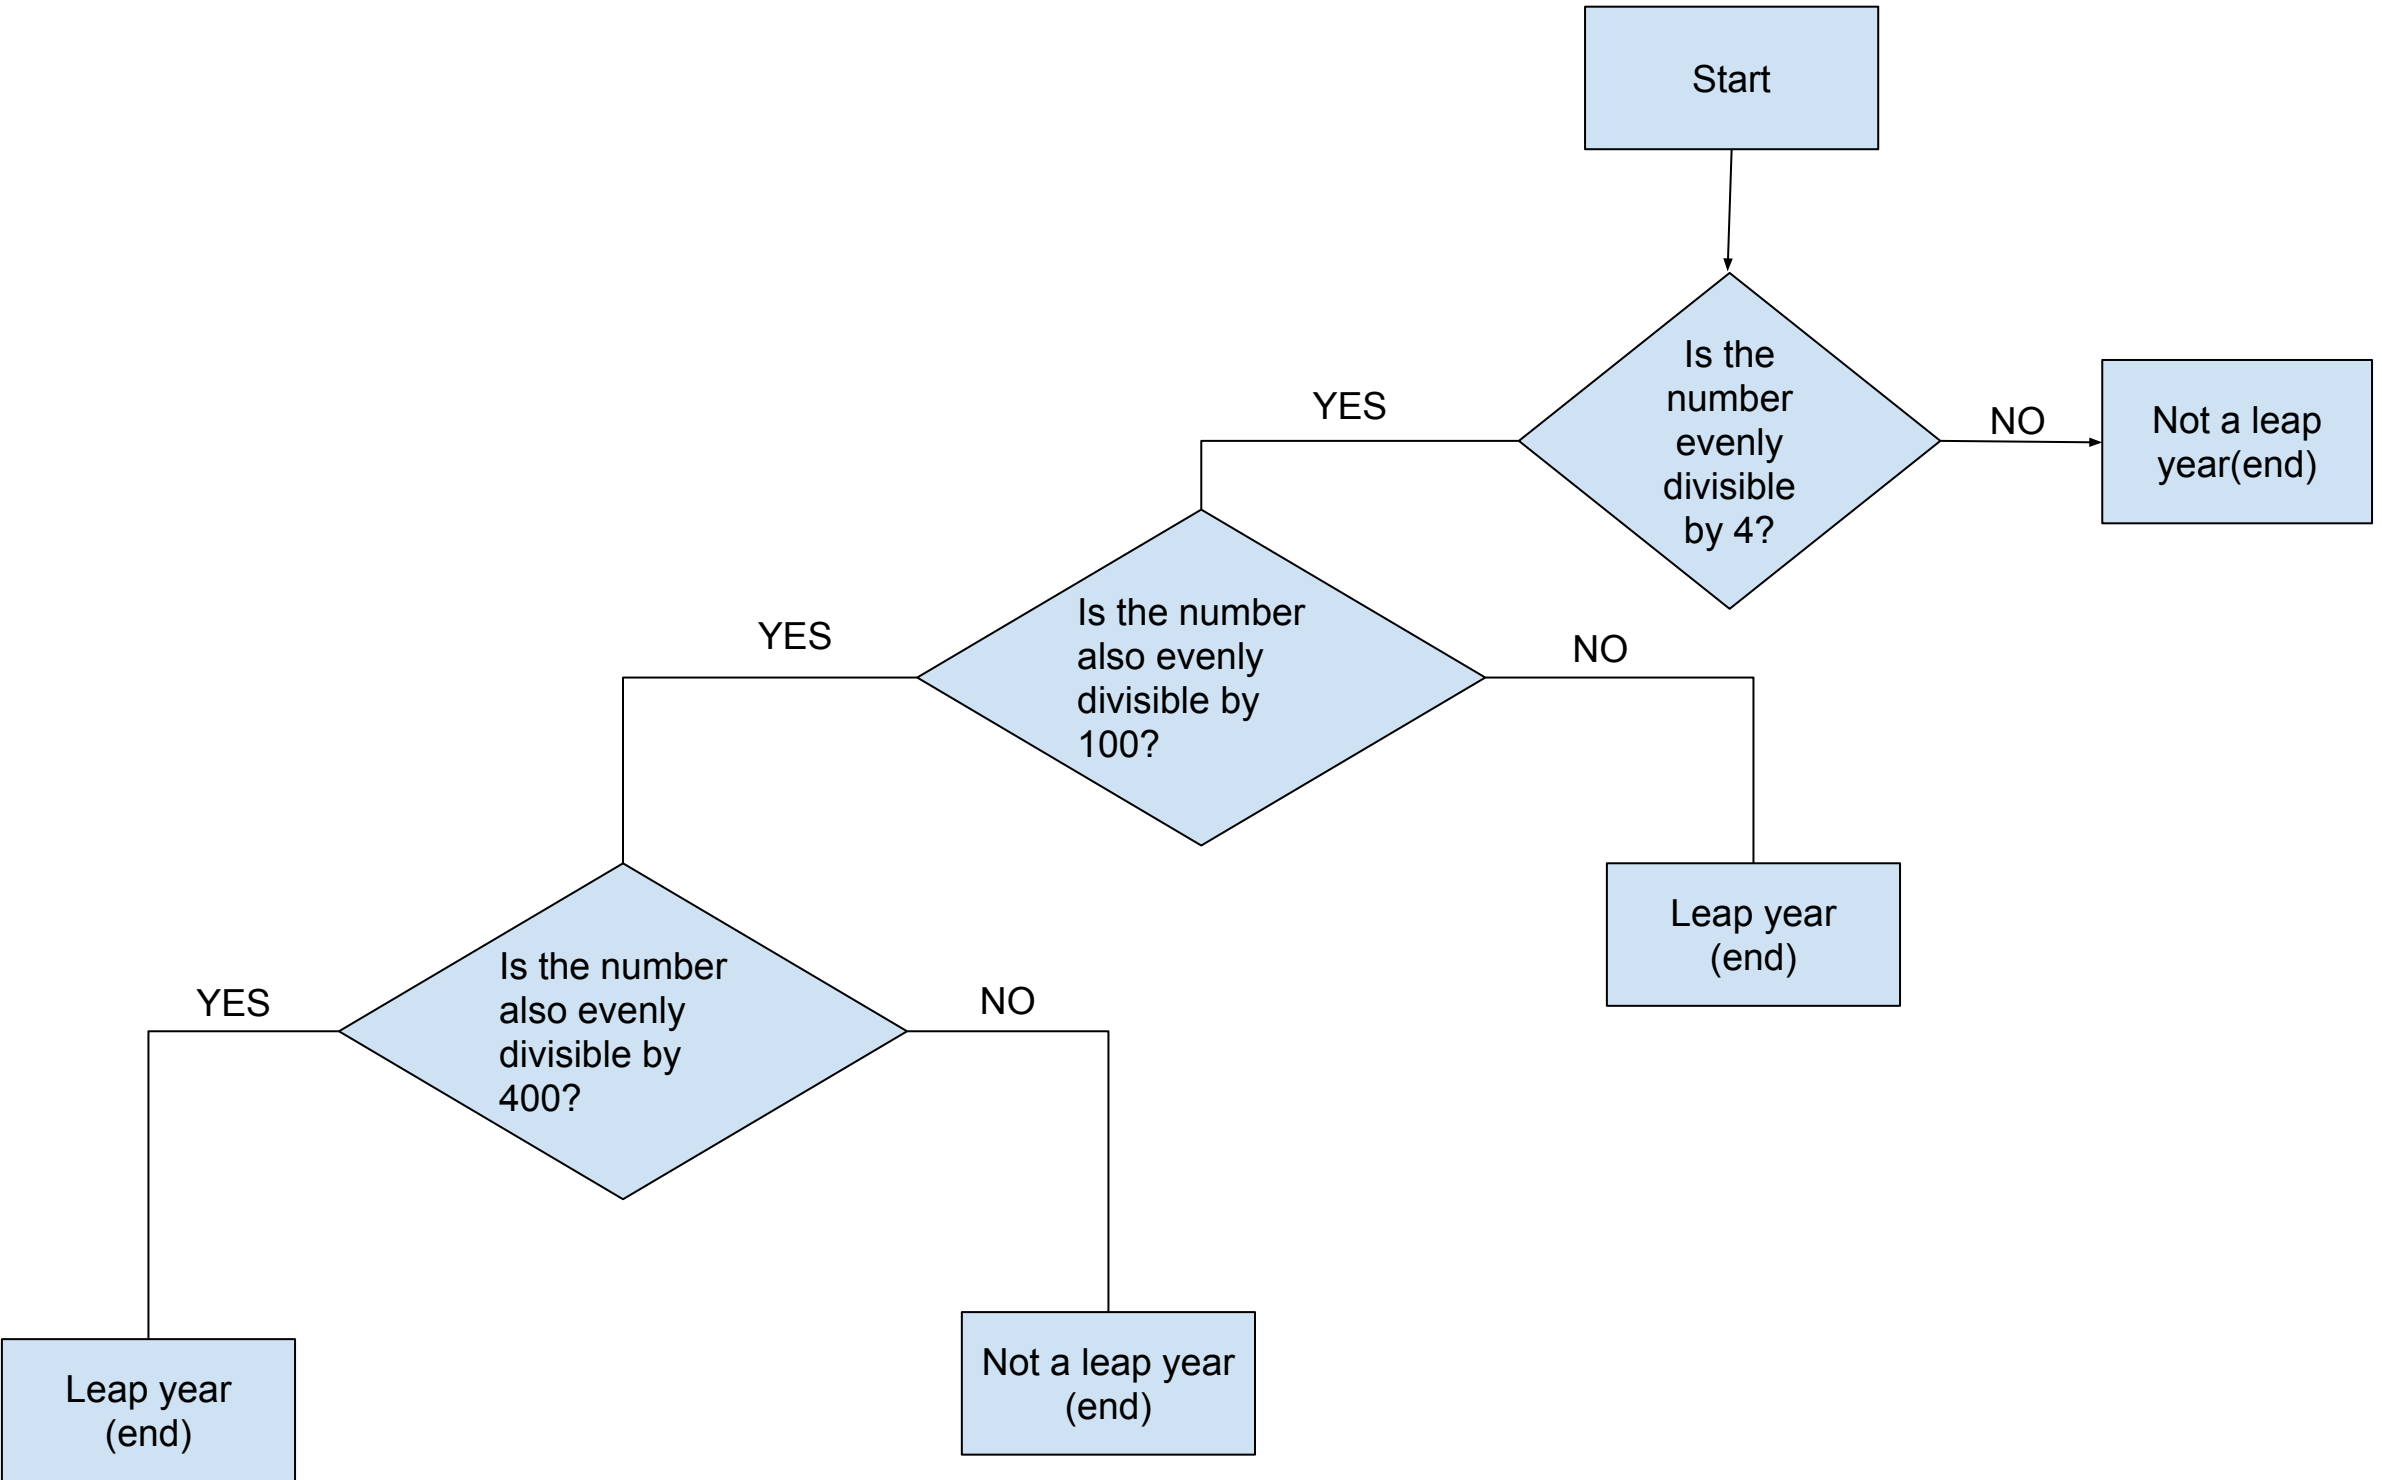 Start
Is the
number
evenly
divisible
by 4?
YES
NO
Not a leap
year(end)
Is the number
also evenly
divisible by
100?
YES
NO
Leap year
(end)
Is the number
also evenly
divisible by
400?
YES
NO
Leap year
(end)
Not a leap year
(end)